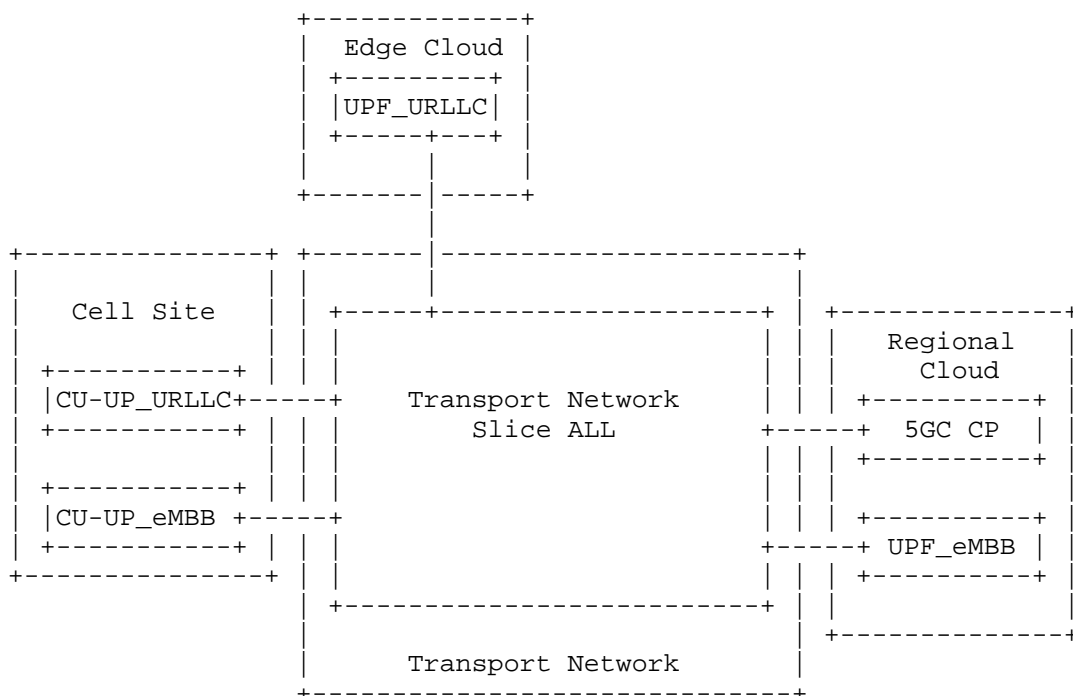 Edge Cloud
UPF_URLLC
Cell Site
Regional
Cloud
CU-UP_URLLC
Transport Network
Slice ALL
5GC CP
CU-UP_eMBB
UPF_eMBB
Transport Network